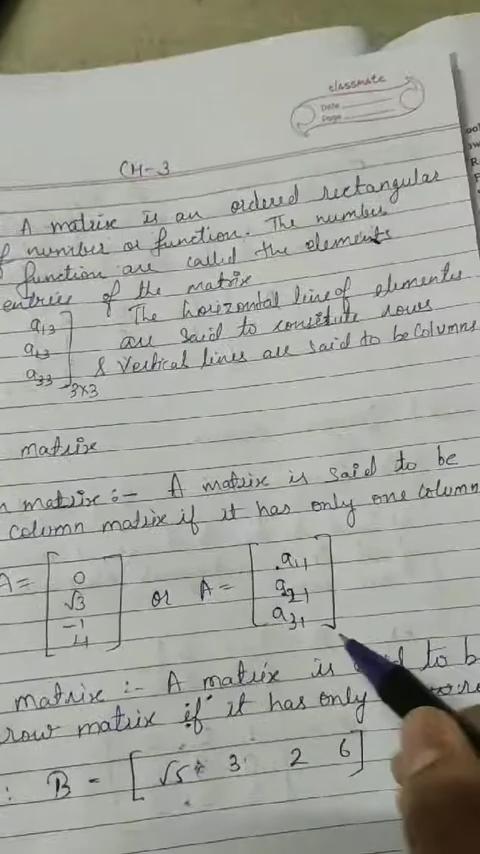 classmate
Date
Page
CH-3
A matrix is an ordered rectangular
of number or function. The number
function are called the elements
entries of the matrix
a13
a23
a33
3x3
The horizontal line of elements
are said to constitute rows
& vertical lines are said to be columns
matrix
matrix :- A matrix is said to be
column matrix if it has only one column
A = [0 √3 -1 4] or A = [a11 a21 a31]
matrix :- A matrix is to be
row matrix if it has only
B = [√5 3 2 6]